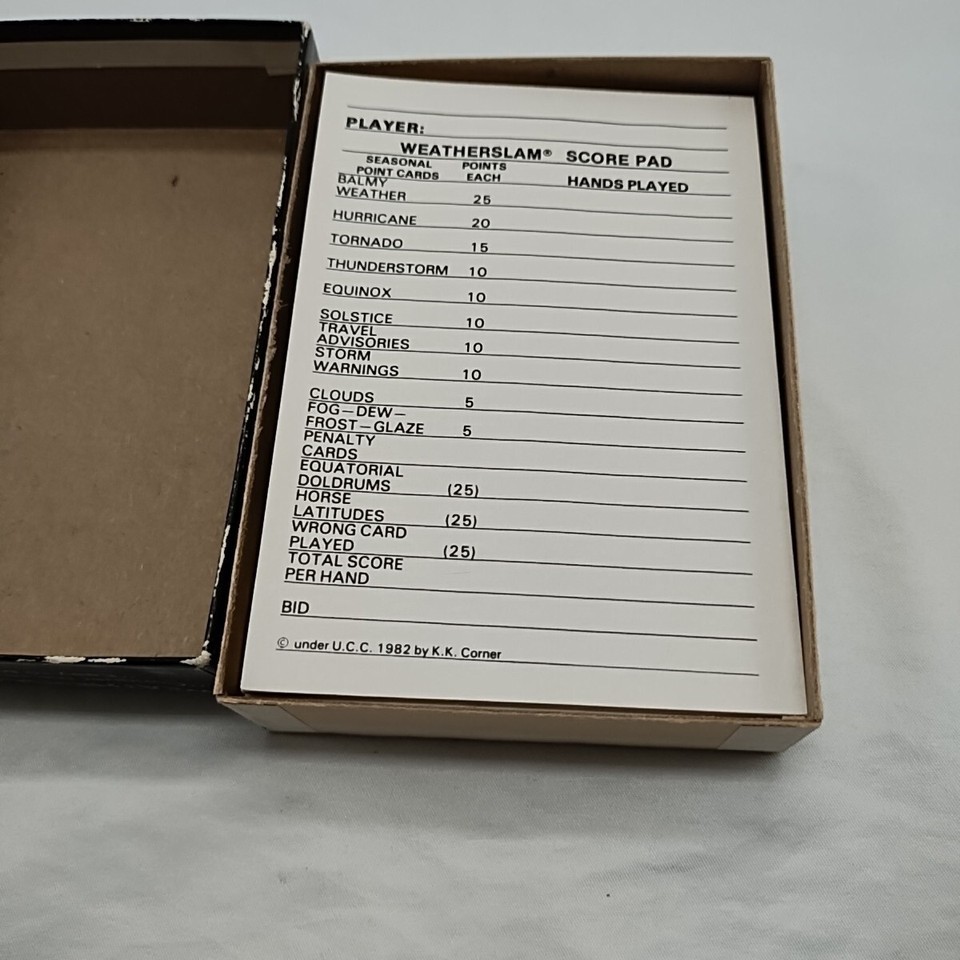 PLAYER:
WEATHERSLAM® SCORE PAD
SEASONAL POINT CARDS POINTS EACH HANDS PLAYED
BALMY
WEATHER 25
HURRICANE 20
TORNADO 15
THUNDERSTORM 10
EQUINOX 10
SOLSTICE 10
TRAVEL
ADVISORIES 10
STORM
WARNINGS 10
CLOUDS 5
FOG—DEW—
FROST—GLAZE 5
PENALTY
CARDS
EQUATORIAL
DOLDRUMS (25)
HORSE
LATITUDES (25)
WRONG CARD
PLAYED (25)
TOTAL SCORE
PER HAND
BID
© under U.C.C. 1982 by K.K. Corner